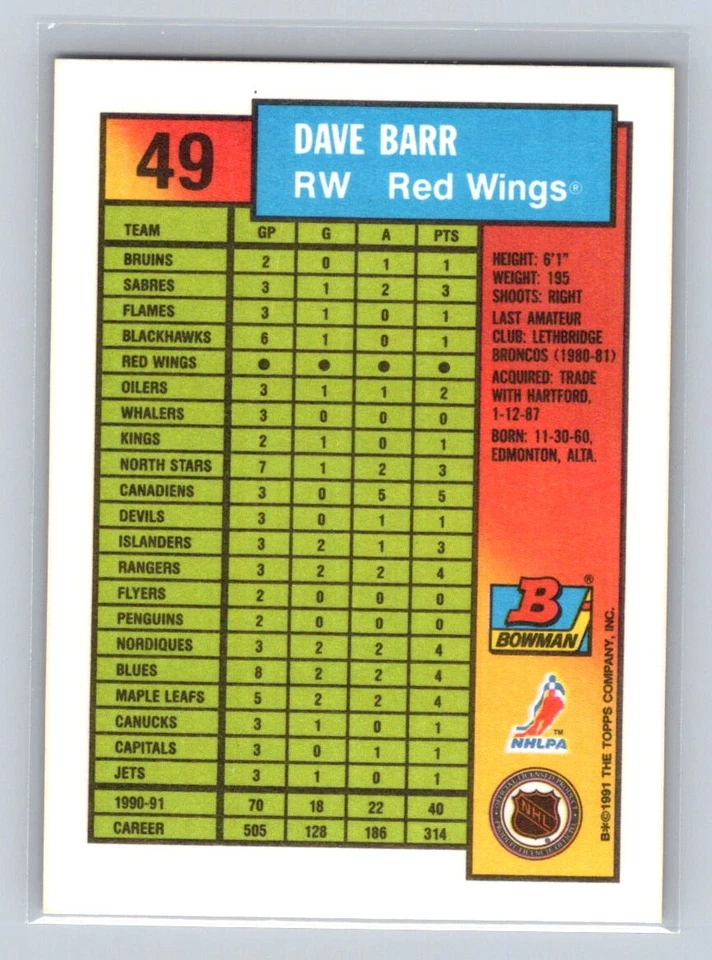 49
DAVE BARR
RW Red Wings®
TEAM GP G A PTS
BRUINS 2 0 1 1
SABRES 3 1 2 3
FLAMES 3 1 0 1
BLACKHAWKS 6 1 0 1
RED WINGS ● ● ● ●
OILERS 3 1 1 2
WHALERS 3 0 0 0
KINGS 2 1 0 1
NORTH STARS 7 1 2 3
CANADIENS 3 0 5 5
DEVILS 3 0 1 1
ISLANDERS 3 2 1 3
RANGERS 3 2 2 4
FLYERS 2 0 0 0
PENGUINS 2 0 0 0
NORDIQUES 3 2 2 4
BLUES 8 2 2 4
MAPLE LEAFS 5 2 2 4
CANUCKS 3 1 0 1
CAPITALS 3 0 1 1
JETS 3 1 0 1
1990-91 70 18 22 40
CAREER 505 128 186 314
HEIGHT: 6'1"
WEIGHT: 195
SHOOTS: RIGHT
LAST AMATEUR
CLUB: LETHBRIDGE
BRONCOS (1980-81)
ACQUIRED: TRADE
WITH HARTFORD,
1-12-87
BORN: 11-30-60,
EDMONTON, ALTA.
B ®
BOWMAN
TM
NHLPA
OFFICIAL LICENSED PRODUCT
NHL ®
PRODUIT LICENCIÉ OFFICIEL
B✻©1991 THE TOPPS COMPANY, INC.